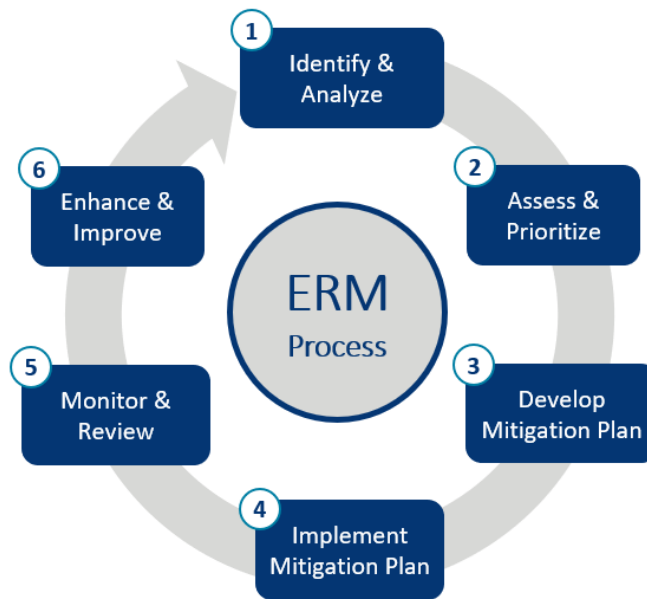 1
Identify &
Analyze
2
Assess &
Prioritize
3
Develop
Mitigation Plan
4
Implement
Mitigation Plan
5
Monitor &
Review
6
Enhance &
Improve
ERM
Process